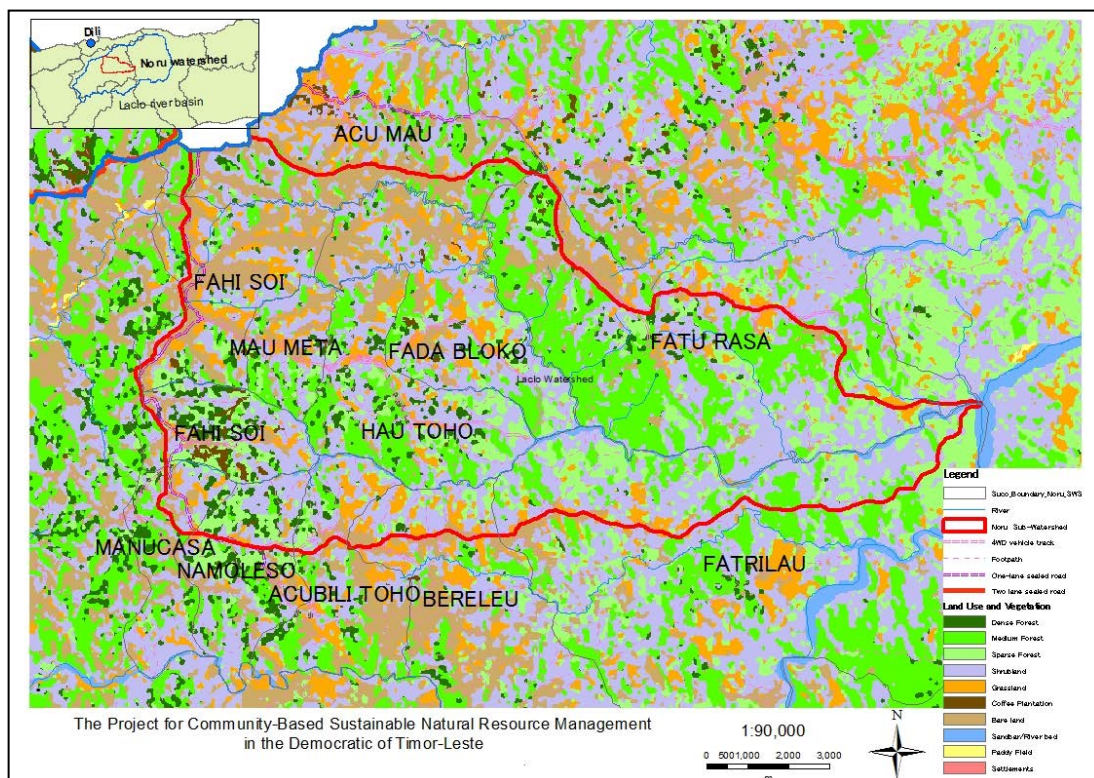 Dili
Noru watershed
Laclo river basin
ACU MAU
FAHI SOI
MAU META
FADA BLOKO
FATU RASA
Laclo Watershed
FAHI SOI
HAU TOHO
MANUCASA
NAMOLESO
ACUBILI TOHO
BERELEU
FATRILAU
Legend
Suco_Boundary_Noru_SWS
River
Noru Sub-Watershed
4WD vehicle track
Footpath
One-lane sealed road
Two lane sealed road
Land Use and Vegetation
Dense Forest
Medium Forest
Sparse Forest
Shrubland
Grassland
Coffee Plantation
Bare land
Sandbar/River bed
Paddy Field
Settlements
The Project for Community-Based Sustainable Natural Resource Management
in the Democratic of Timor-Leste
1:90,000
0 5001,000 2,000 3,000
m
N